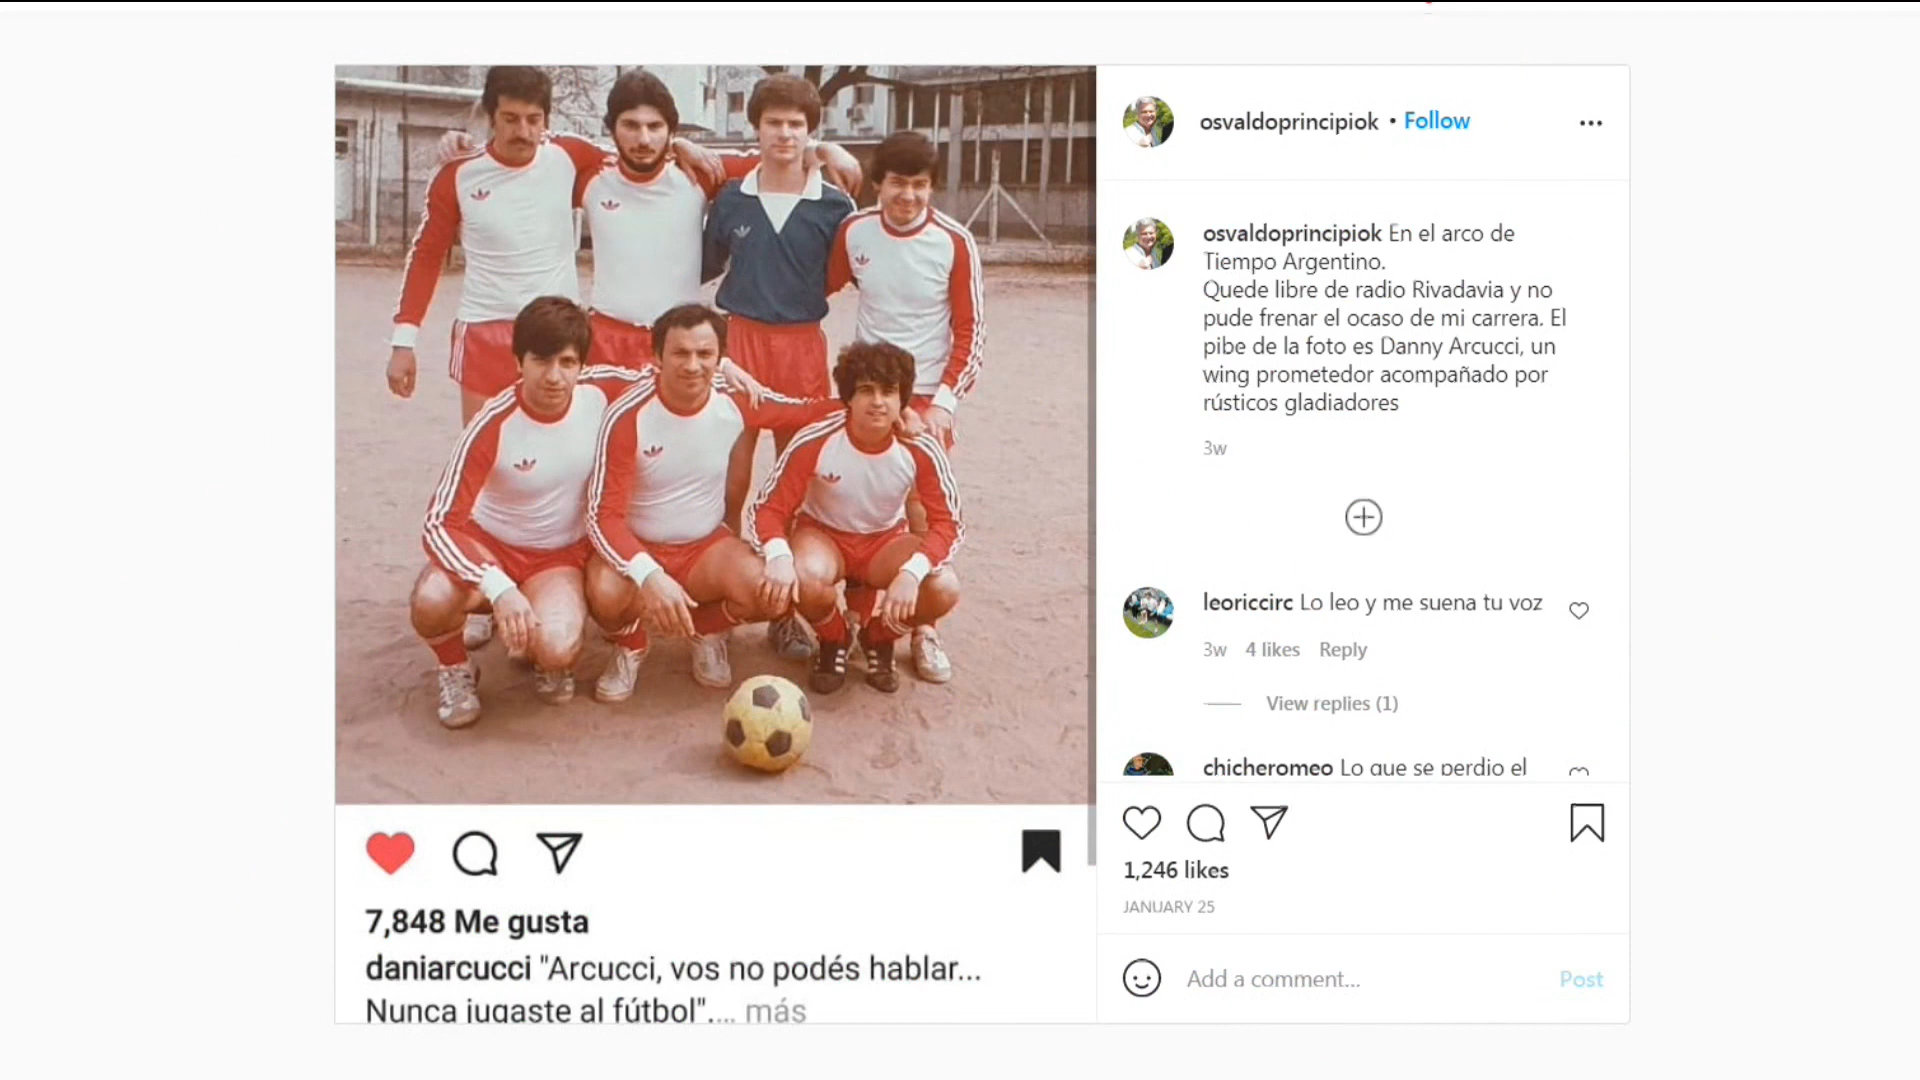 osvaldoprincipiok • Follow
osvaldoprincipiok En el arco de
Tiempo Argentino.
Quede libre de radio Rivadavia y no
pude frenar el ocaso de mi carrera. El
pibe de la foto es Danny Arcucci, un
wing prometedor acompañado por
rústicos gladiadores
3w
leoriccirc Lo leo y me suena tu voz
3w 4 likes Reply
View replies (1)
chicheromeo Lo que se perdio el
1,246 likes
JANUARY 25
Add a comment... Post
7,848 Me gusta
daniarcucci "Arcucci, vos no podés hablar...
Nunca jugaste al fútbol".... más